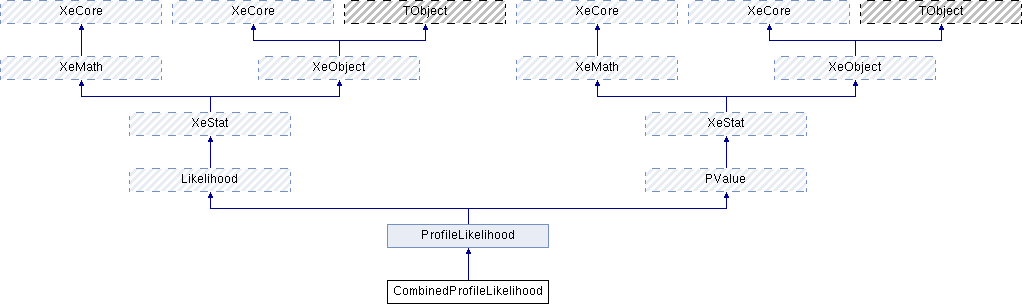 XeCore
XeCore
TObject
XeCore
XeCore
TObject
XeMath
XeObject
XeMath
XeObject
XeStat
XeStat
Likelihood
PValue
ProfileLikelihood
CombinedProfileLikelihood